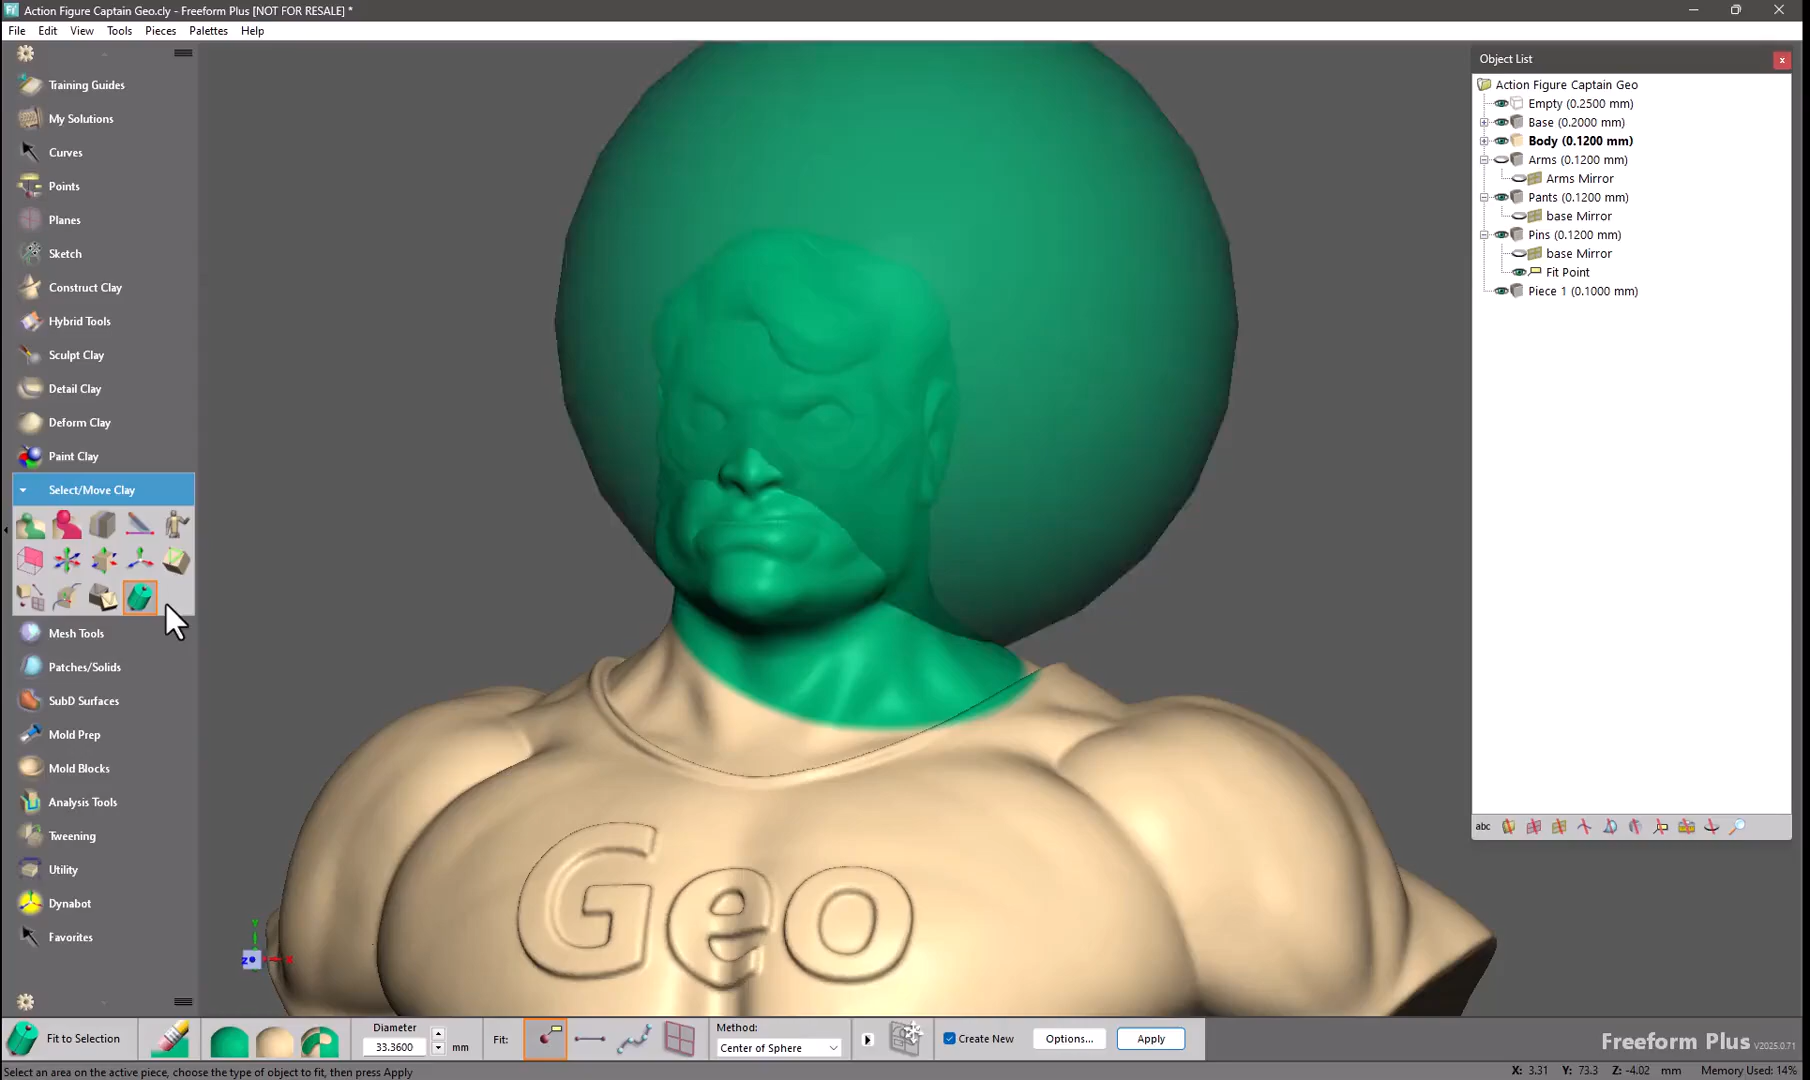 Action Figure Captain Geo.cly - Freeform Plus [NOT FOR RESALE] *
File Edit View Tools Pieces Palettes Help
Training Guides
My Solutions
Curves
Points
Planes
Sketch
Construct Clay
Hybrid Tools
Sculpt Clay
Detail Clay
Deform Clay
Paint Clay
Select/Move Clay
Mesh Tools
Patches/Solids
SubD Surfaces
Mold Prep
Mold Blocks
Analysis Tools
Tweening
Utility
Dynabot
Favorites
Object List
Action Figure Captain Geo
Empty (0.2500 mm)
Base (0.2000 mm)
Body (0.1200 mm)
Arms (0.1200 mm)
Arms Mirror
Pants (0.1200 mm)
base Mirror
Pins (0.1200 mm)
base Mirror
Fit Point
Piece 1 (0.1000 mm)
abc
Geo
Y
Z
X
Fit to Selection
Diameter
33.3600 mm
Fit:
Method:
Center of Sphere
Create New
Options...
Apply
Freeform Plus V2025.0.71
Select an area on the active piece, choose the type of object to fit, then press Apply
X: 3.31 Y: 73.3 Z: -4.02 mm Memory Used: 14%